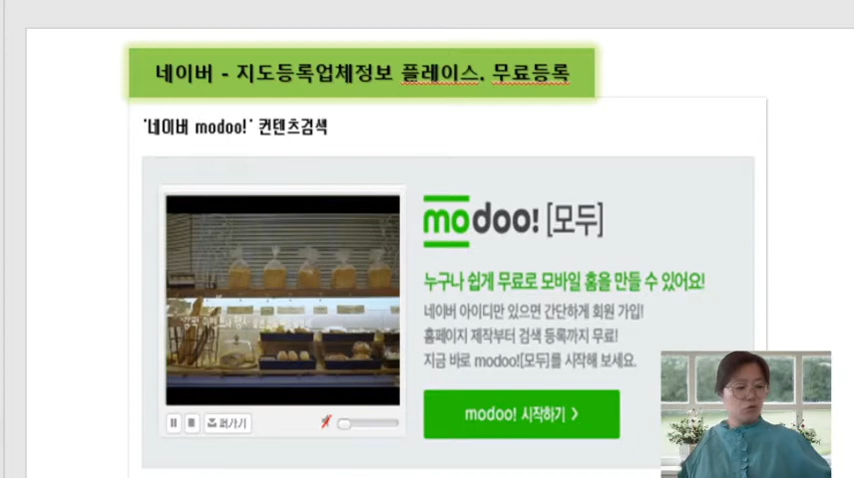 네이버 - 지도등록업체정보 플레이스. 무료등록
'네이버 modoo!' 컨텐츠검색
modoo! [모두]
누구나 쉽게 무료로 모바일 홈을 만들 수 있어요!
네이버 아이디만 있으면 간단하게 회원 가입!
홈페이지 제작부터 검색 등록까지 무료!
지금 바로 modoo![모두]를 시작해 보세요.
퍼가기
modoo! 시작하기 >